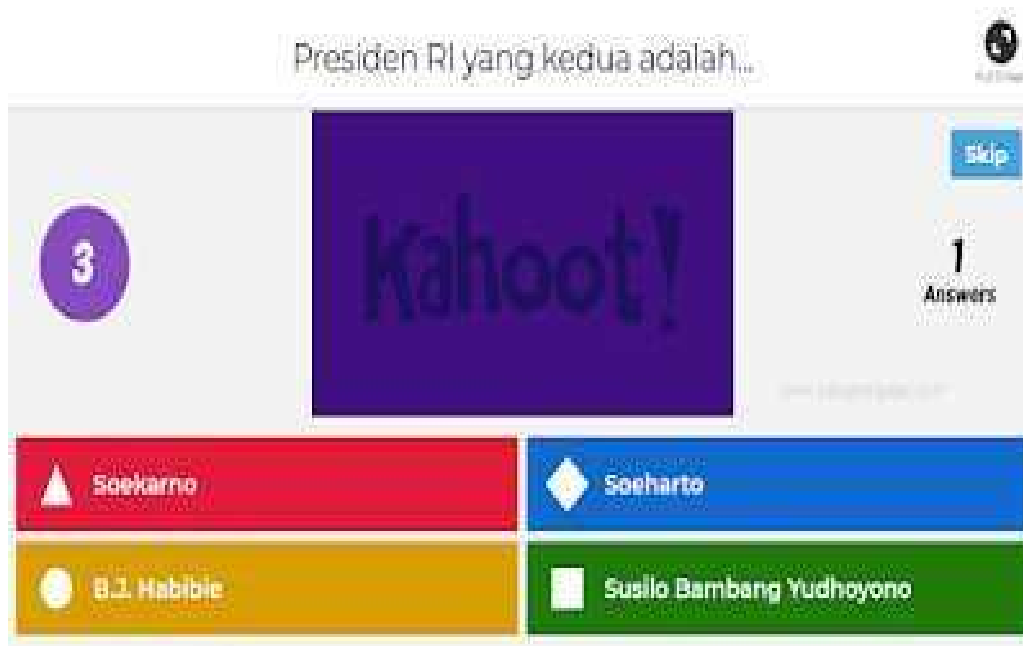 Presiden RI yang kedua adalah...
Skip
3
Kahoot!
1
Answers
Soekarno
Soeharto
B.J. Habibie
Susilo Bambang Yudhoyono